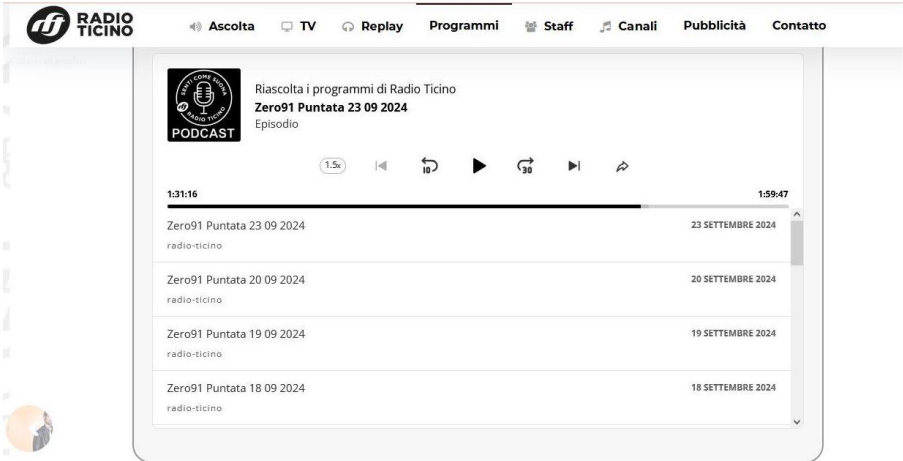 RADIO
TICINO
Ascolta TV Replay Programmi Staff Canali Pubblicità Contatto
SENTI COME SUONA
RADIO TICINO
PODCAST
Riascolta i programmi di Radio Ticino
Zero91 Puntata 23 09 2024
Episodio
1.5x 10 30
1:31:16 1:59:47
Zero91 Puntata 23 09 2024 23 SETTEMBRE 2024
radio-ticino
Zero91 Puntata 20 09 2024 20 SETTEMBRE 2024
radio-ticino
Zero91 Puntata 19 09 2024 19 SETTEMBRE 2024
radio-ticino
Zero91 Puntata 18 09 2024 18 SETTEMBRE 2024
radio-ticino